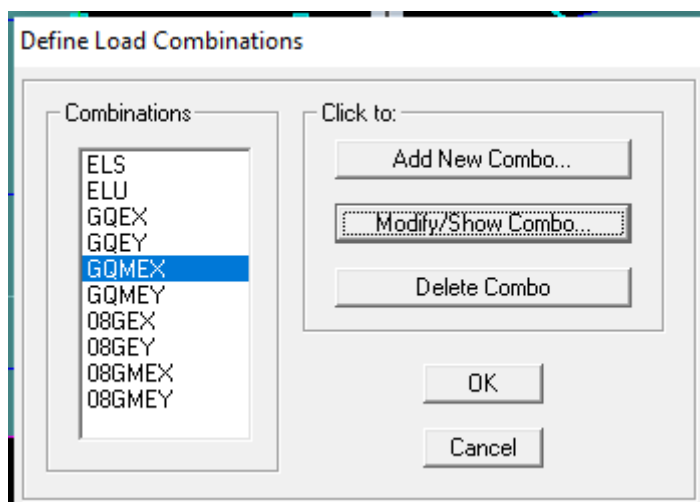 Define Load Combinations
Combinations
ELS
ELU
GQEX
GQEY
GQMEX
GQMEY
08GEX
08GEY
08GMEX
08GMEY
Click to:
Add New Combo...
Modify/Show Combo...
Delete Combo
OK
Cancel